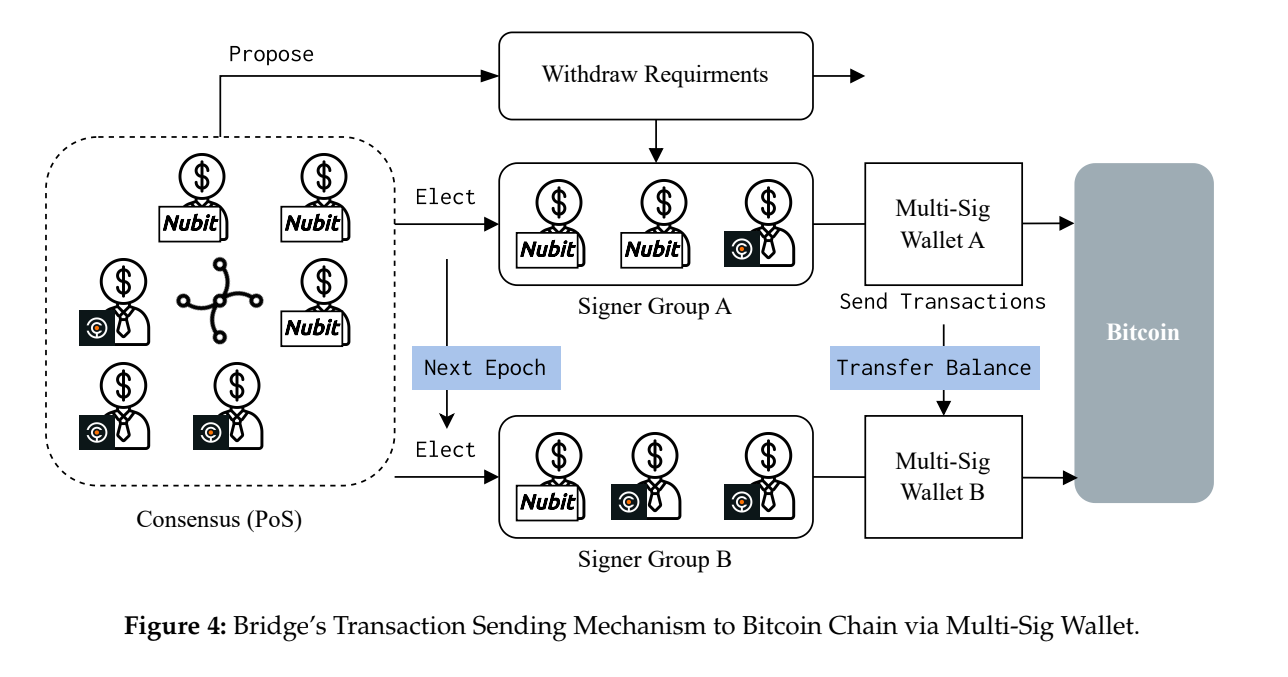 Propose
Withdraw Requirments
Nubit
Nubit
Elect
Nubit
Nubit
Multi-Sig
Wallet A
Signer Group A
Send Transactions
Nubit
Bitcoin
Next Epoch
Transfer Balance
Elect
Nubit
Multi-Sig
Wallet B
Consensus (PoS)
Signer Group B
Figure 4: Bridge's Transaction Sending Mechanism to Bitcoin Chain via Multi-Sig Wallet.